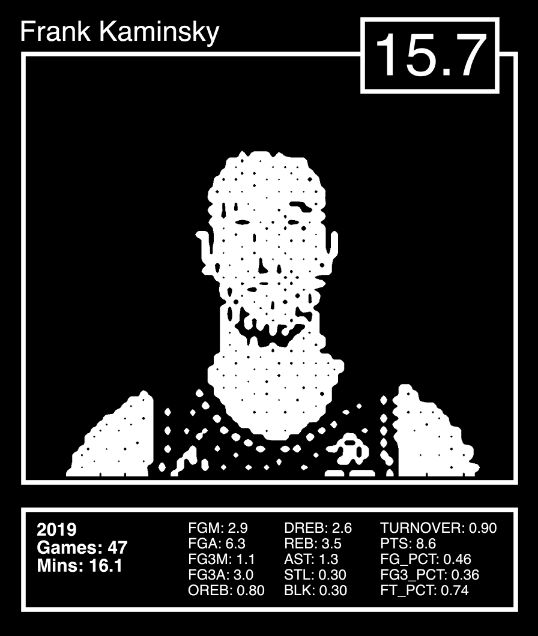 Frank Kaminsky
15.7
2019
Games: 47
Mins: 16.1
FGM: 2.9
FGA: 6.3
FG3M: 1.1
FG3A: 3.0
OREB: 0.80
DREB: 2.6
REB: 3.5
AST: 1.3
STL: 0.30
BLK: 0.30
TURNOVER: 0.90
PTS: 8.6
FG_PCT: 0.46
FG3_PCT: 0.36
FT_PCT: 0.74